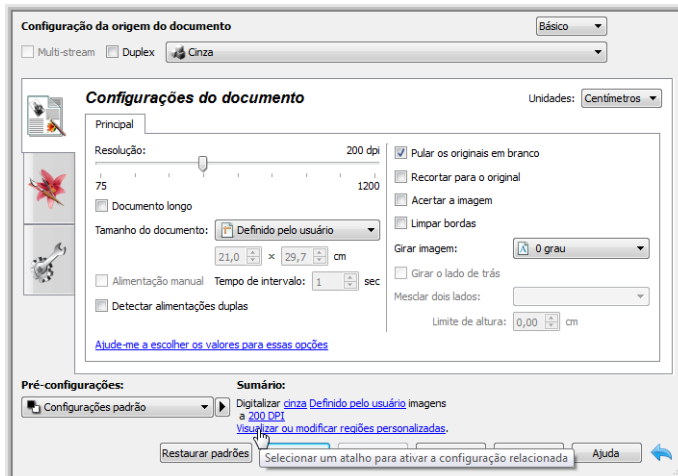 Configuração da origem do documento
Básico
Multi-stream
Duplex
Cinza
Configurações do documento
Unidades:
Centímetros
Principal
Resolução:
200 dpi
75
1200
Documento longo
Tamanho do documento:
Definido pelo usuário
21,0
×
29,7
cm
Alimentação manual
Tempo de intervalo:
1
sec
Detectar alimentações duplas
Pular os originais em branco
Recortar para o original
Acertar a imagem
Limpar bordas
Girar imagem:
0 grau
Girar o lado de trás
Mesclar dois lados:
Limite de altura:
0,00
cm
Ajude-me a escolher os valores para essas opções
Pré-configurações:
Configurações padrão
Sumário:
Digitalizar cinza Definido pelo usuário imagens
a 200 DPI
Visualizar ou modificar regiões personalizadas.
Restaurar padrões
Selecionar um atalho para ativar a configuração relacionada
Ajuda